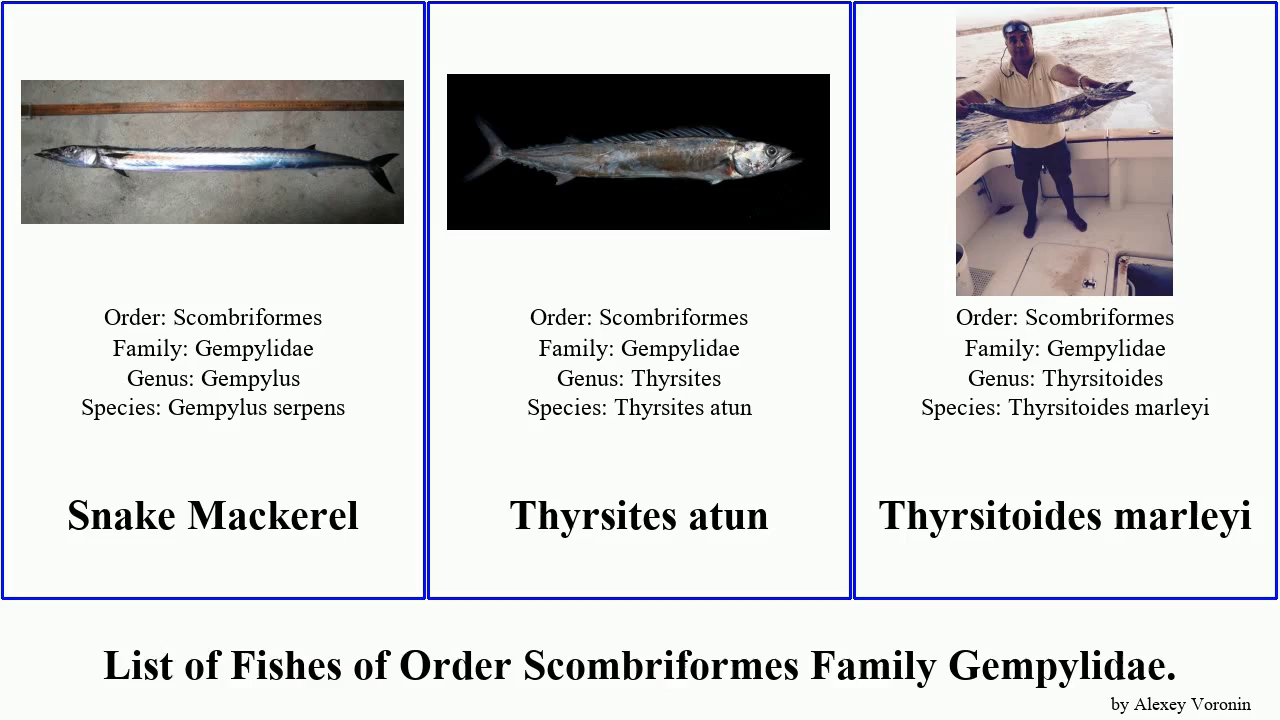 Order: Scombriformes
Family: Gempylidae
Genus: Gempylus
Species: Gempylus serpens
Snake Mackerel
Order: Scombriformes
Family: Gempylidae
Genus: Thyrsites
Species: Thyrsites atun
Thyrsites atun
Order: Scombriformes
Family: Gempylidae
Genus: Thyrsitoides
Species: Thyrsitoides marleyi
Thyrsitoides marleyi
List of Fishes of Order Scombriformes Family Gempylidae.
by Alexey Voronin